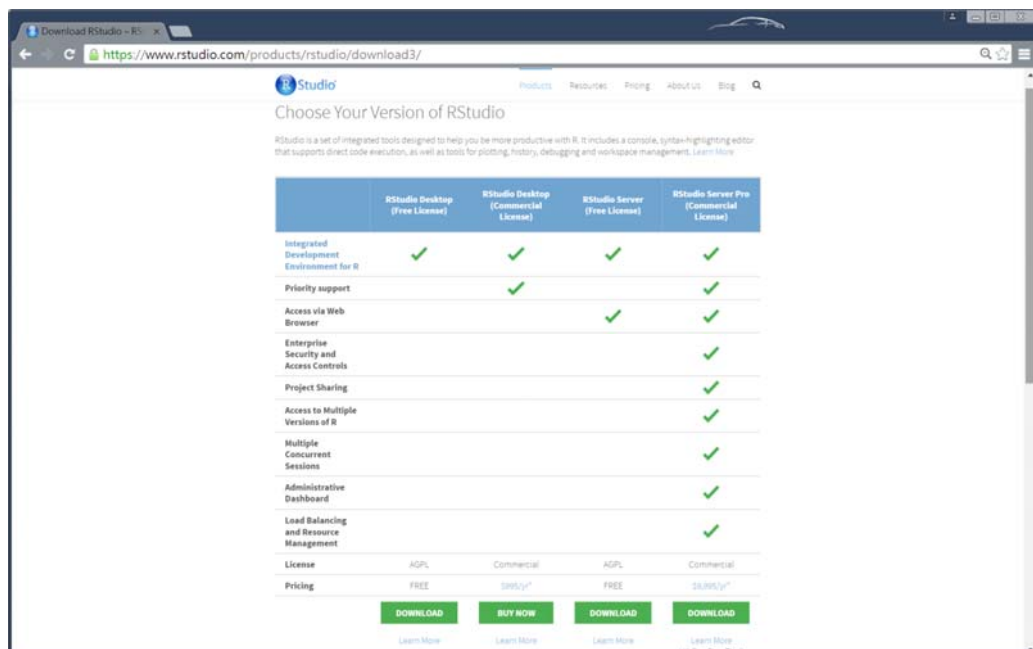 Download RStudio – RS
https://www.rstudio.com/products/rstudio/download3/
R Studio
Products Resources Pricing About Us Blog
Choose Your Version of RStudio
RStudio is a set of integrated tools designed to help you be more productive with R. It includes a console, syntax-highlighting editor
that supports direct code execution, as well as tools for plotting, history, debugging and workspace management. Learn More
RStudio Desktop
(Free License)
RStudio Desktop
(Commercial
License)
RStudio Server
(Free License)
RStudio Server Pro
(Commercial
License)
Integrated
Development
Environment for R
Priority support
Access via Web
Browser
Enterprise
Security and
Access Controls
Project Sharing
Access to Multiple
Versions of R
Multiple
Concurrent
Sessions
Administrative
Dashboard
Load Balancing
and Resource
Management
License AGPL Commercial AGPL Commercial
Pricing FREE $995/yr* FREE $9,995/yr*
DOWNLOAD BUY NOW DOWNLOAD DOWNLOAD
Learn More Learn More Learn More Learn More